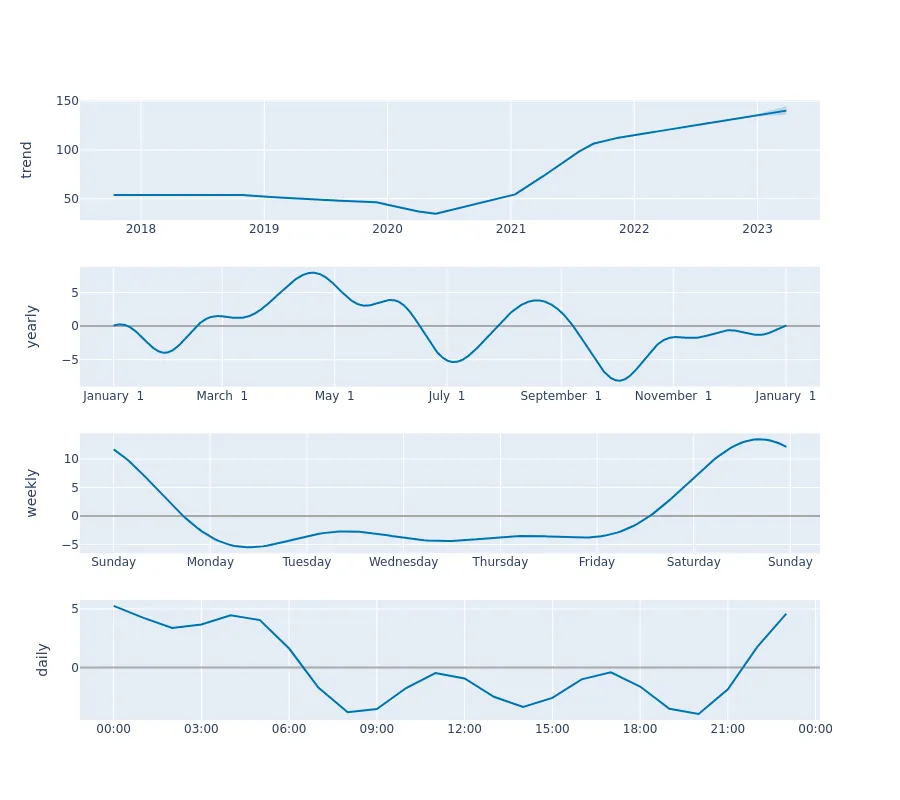 trend
150
100
50
2018 2019 2020 2021 2022 2023
yearly
5
0
−5
January 1 March 1 May 1 July 1 September 1 November 1 January 1
weekly
10
5
0
−5
Sunday Monday Tuesday Wednesday Thursday Friday Saturday Sunday
daily
5
0
00:00 03:00 06:00 09:00 12:00 15:00 18:00 21:00 00:00